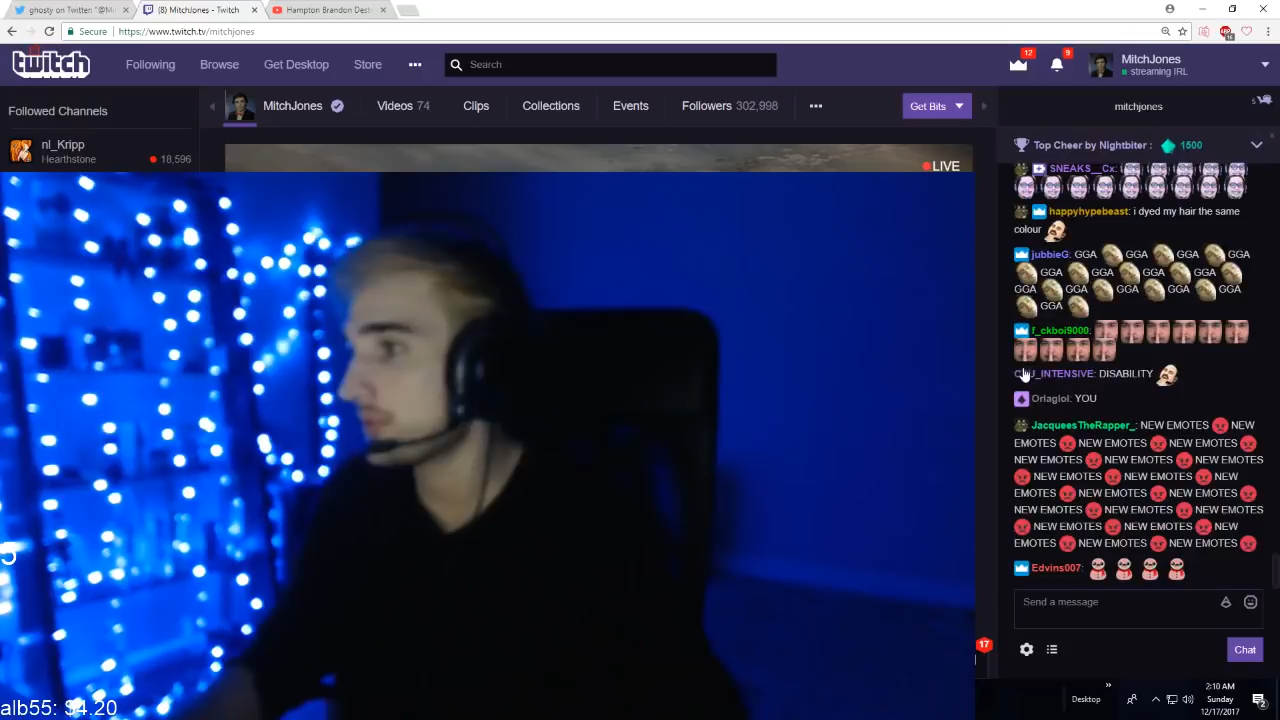 ghosty on Twitter: "@Mi
(8) MitchJones - Twitch
Hampton Brandon Dest
Secure
https://www.twitch.tv/mitchjones
twitch
Following
Browse
Get Desktop
Store
Search
12
9
MitchJones
streaming IRL
Followed Channels
nl_Kripp
Hearthstone
18,596
MitchJones
Videos 74
Clips
Collections
Events
Followers 302,998
Get Bits
LIVE
mitchjones
5
Top Cheer by Nightbiter : 1500
SNEAKS__Cx:
happyhypebeast: i dyed my hair the same
colour
jubbieG: GGA GGA GGA GGA
GGA GGA GGA GGA
GGA GGA GGA GGA GGA
GGA
f_ckboi9000:
_INTENSIVE: DISABILITY
Oriaglol: YOU
JacqueesTheRapper_: NEW EMOTES NEW
EMOTES NEW EMOTES NEW EMOTES
NEW EMOTES NEW EMOTES NEW EMOTES
NEW EMOTES NEW EMOTES NEW
EMOTES NEW EMOTES NEW EMOTES
NEW EMOTES NEW EMOTES NEW EMOTES
NEW EMOTES NEW EMOTES NEW
EMOTES NEW EMOTES NEW EMOTES
Edvins007:
Send a message
Chat
17
5
alb55: $4.20
Desktop
2:10 AM
Sunday
12/17/2017
2